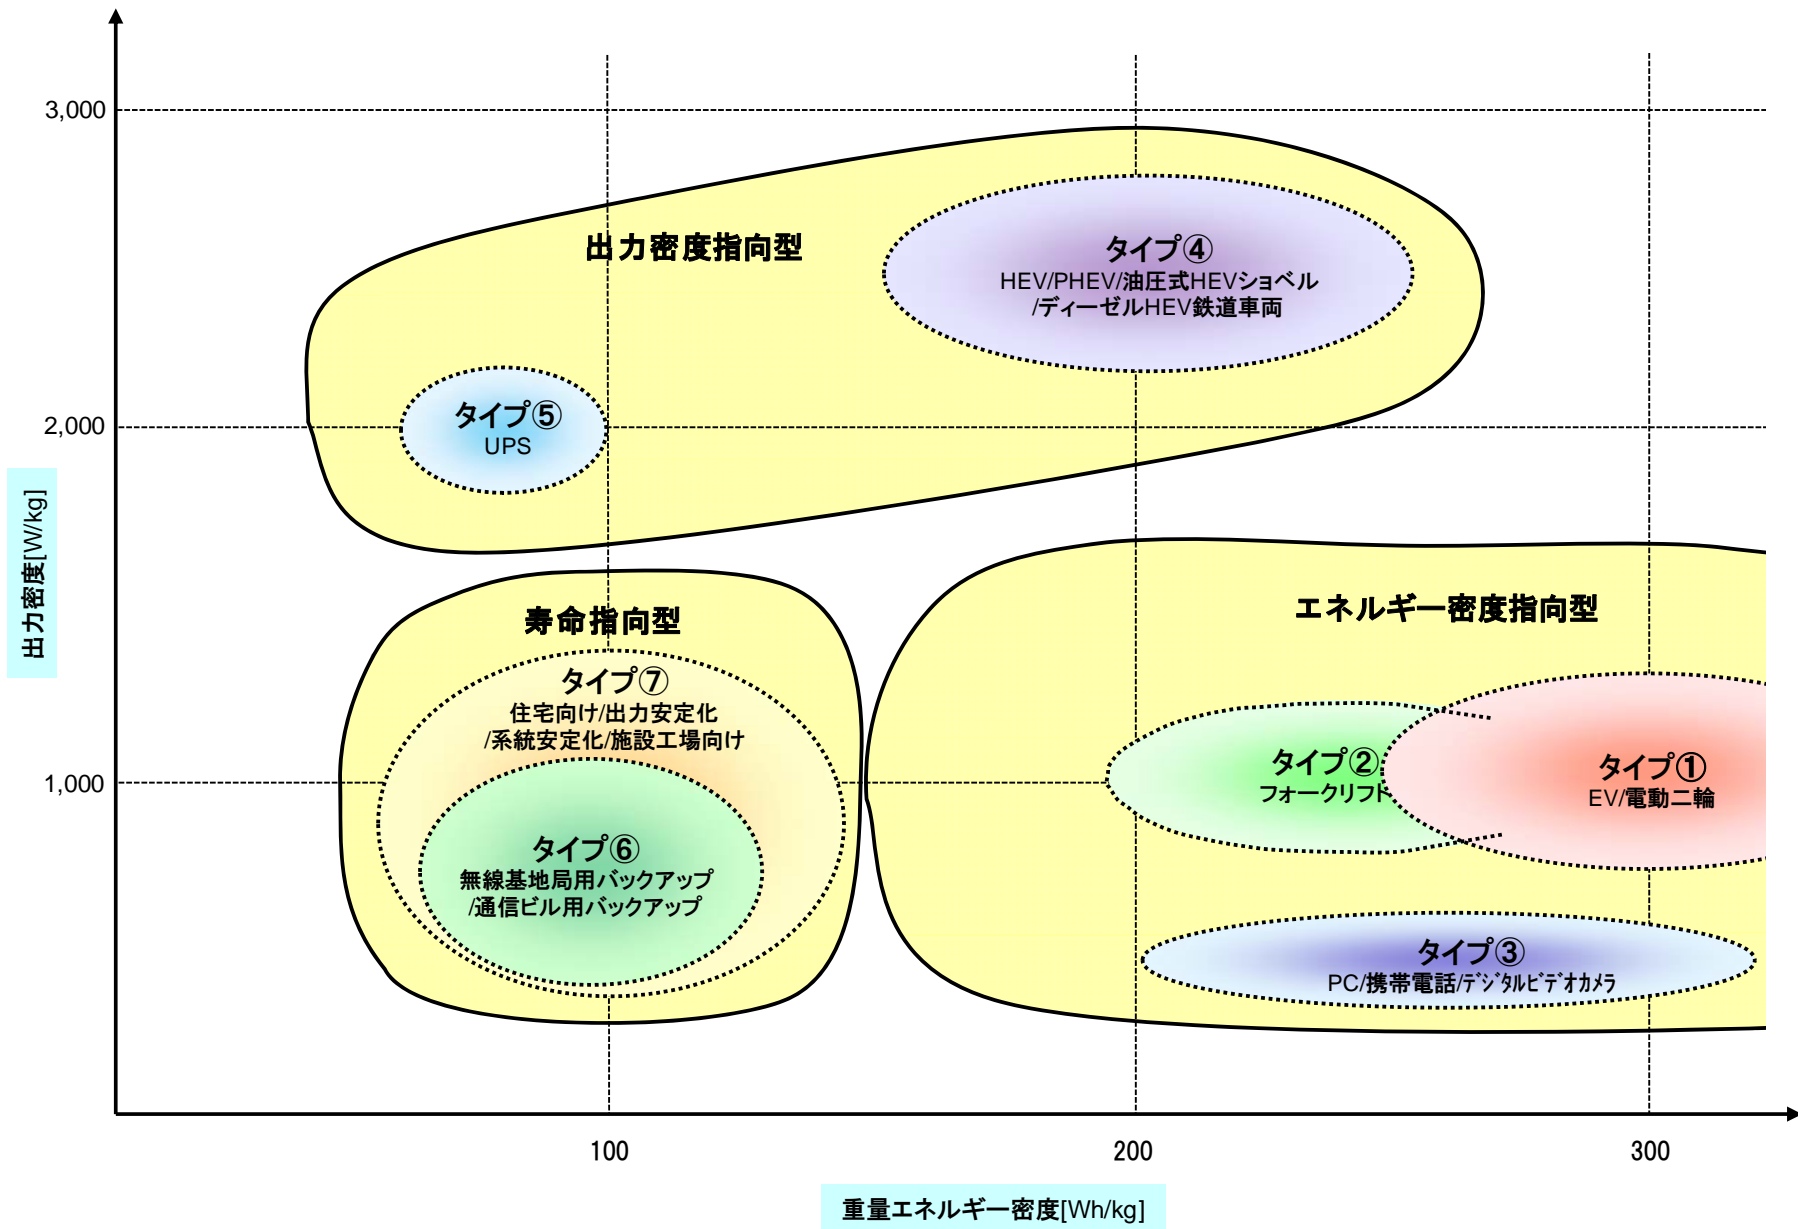 3,000
出力密度指向型
タイプ④
HEV/PHEV/油圧式HEVショベル
/ディーゼルHEV鉄道車両
タイプ⑤
UPS
2,000
出力密度[W/kg]
寿命指向型
エネルギー密度指向型
タイプ⑦
住宅向け/出力安定化
/系統安定化/施設工場向け
タイプ②
フォークリフト
タイプ①
EV/電動二輪
1,000
タイプ⑥
無線基地局用バックアップ
/通信ビル用バックアップ
タイプ③
PC/携帯電話/ﾃﾞｼﾞﾀﾙﾋﾞﾃﾞｵｶﾒﾗ
100
200
300
重量エネルギー密度[Wh/kg]